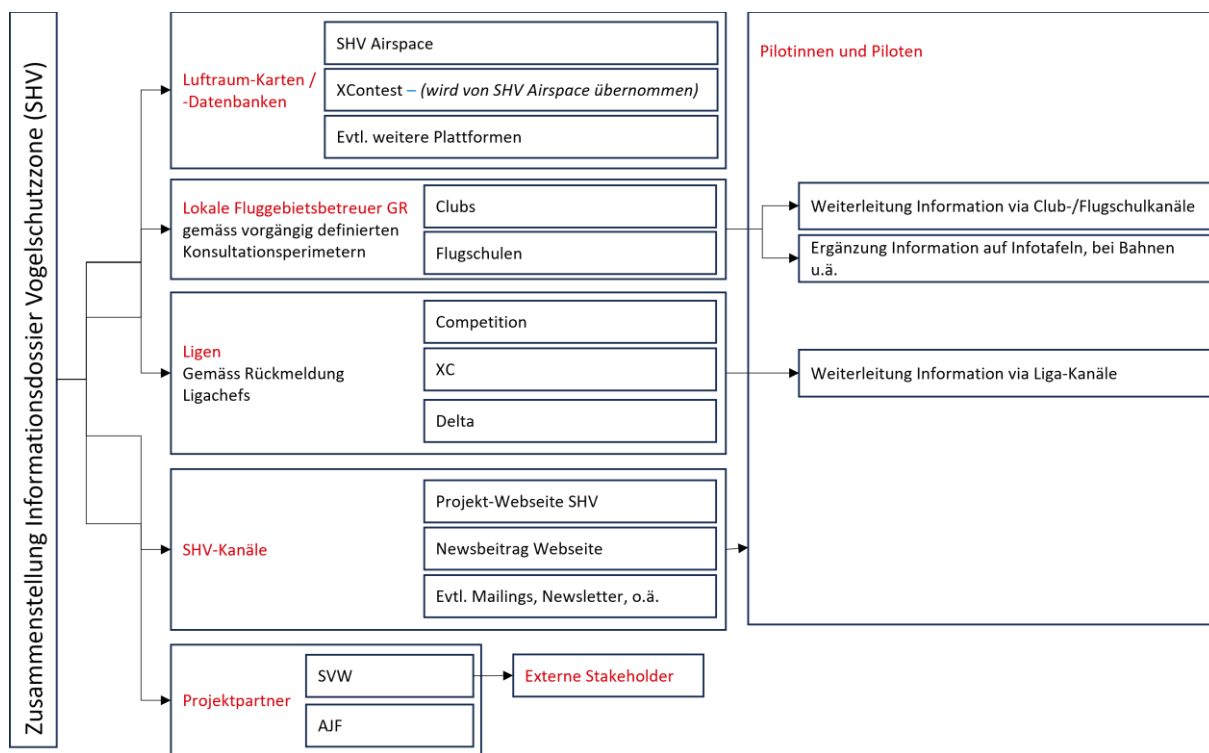 Zusammenstellung Informationsdossier Vogelschutzzone (SHV)
Luftraum-Karten /
-Datenbanken
SHV Airspace
XContest – (wird von SHV Airspace übernommen)
Evtl. weitere Plattformen
Lokale Fluggebietsbetreuer GR
gemäss vorgängig definierten
Konsultationsperimetern
Clubs
Flugschulen
Ligen
Gemäss Rückmeldung
Ligachefs
Competition
XC
Delta
SHV-Kanäle
Projekt-Webseite SHV
Newsbeitrag Webseite
Evtl. Mailings, Newsletter, o.ä.
Projektpartner
SVW
AJF
Externe Stakeholder
Pilotinnen und Piloten
Weiterleitung Information via Club-/Flugschulkanäle
Ergänzung Information auf Infotafeln, bei Bahnen
u.ä.
Weiterleitung Information via Liga-Kanäle